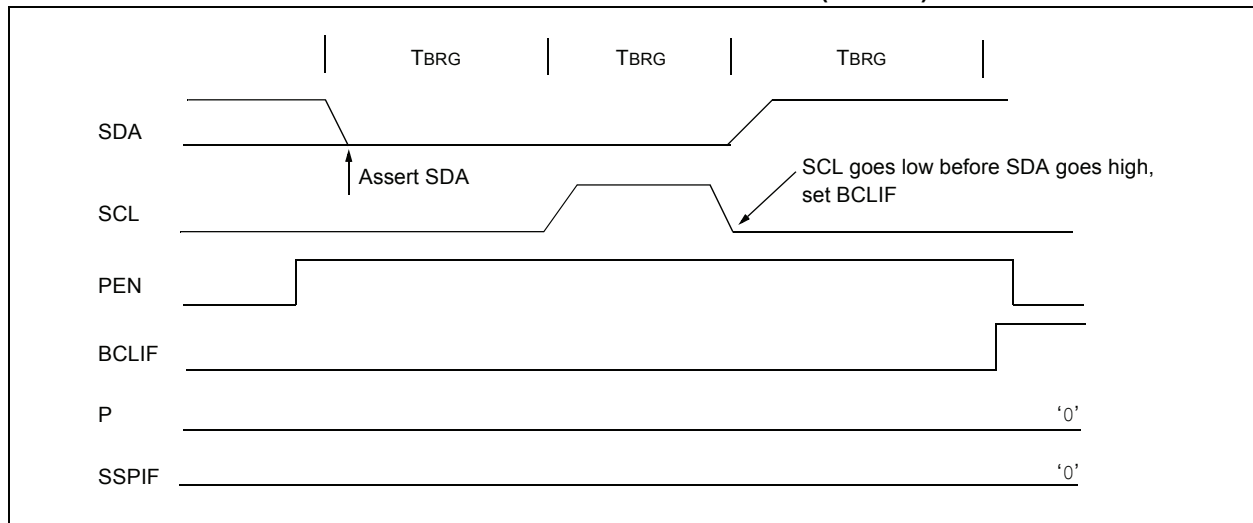 TBRG TBRG TBRG
SDA
Assert SDA
SCL goes low before SDA goes high,
set BCLIF
SCL
PEN
BCLIF
P '0'
SSPIF '0'